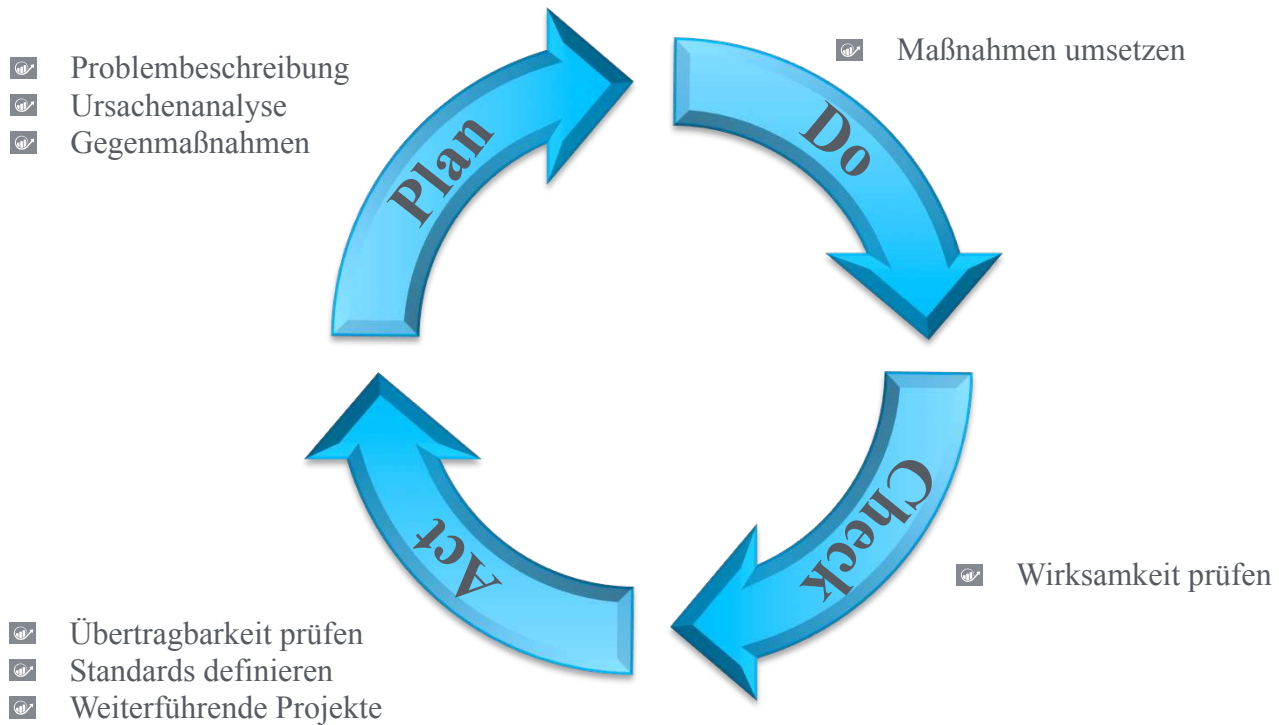 Problembeschreibung
Ursachenanalyse
Gegenmaßnahmen
Plan
Maßnahmen umsetzen
Do
Check
Wirksamkeit prüfen
Act
Übertragbarkeit prüfen
Standards definieren
Weiterführende Projekte